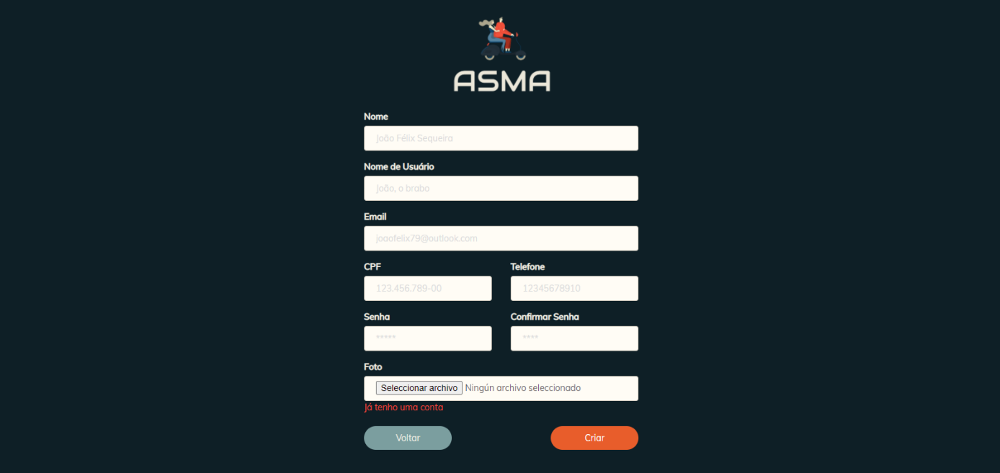 ASMA
Nome
João Félix Sequeira
Nome de Usuário
João, o brabo
Email
joaofelix79@outlook.com
CPF Telefone
123.456.789-00 12345678910
Senha Confirmar Senha
***** ****
Foto
Seleccionar archivo Ningún archivo seleccionado
Já tenho uma conta
Voltar Criar